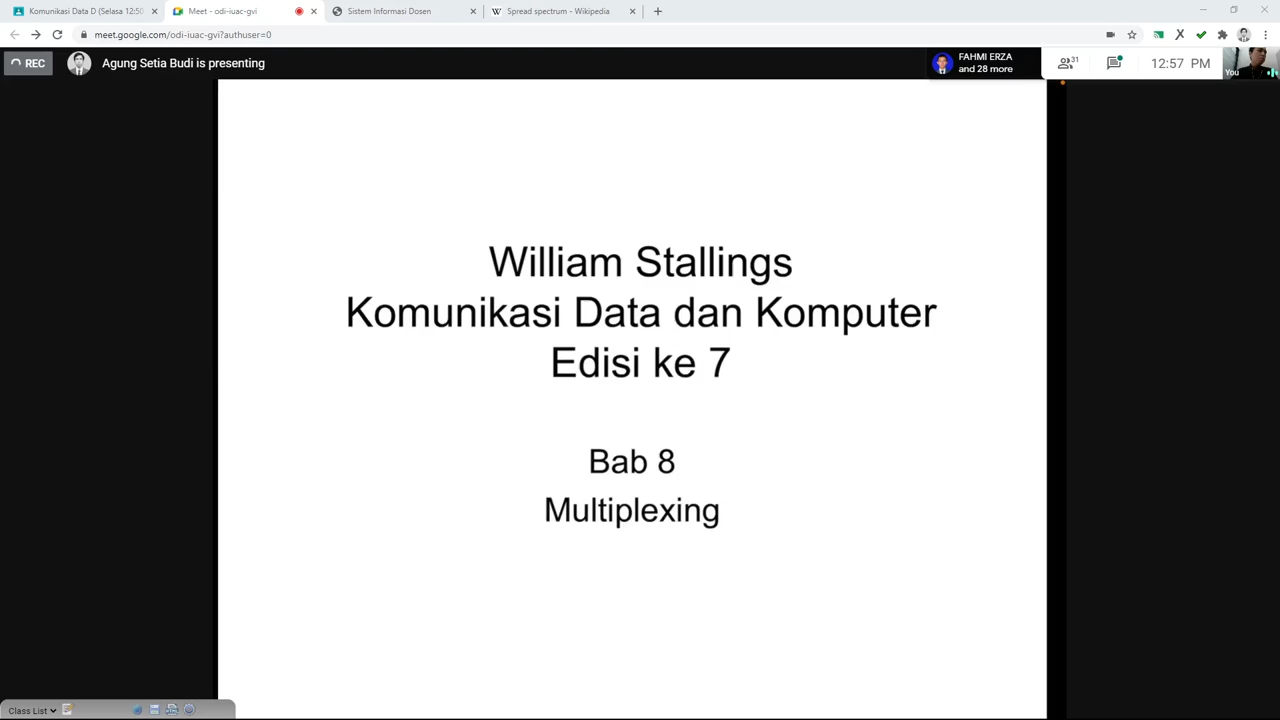 Komunikasi Data D (Selasa 12:50
Meet - odi-iuac-gvi
Sistem Informasi Dosen
Spread spectrum - Wikipedia
meet.google.com/odi-iuac-gvi?authuser=0
REC
Agung Setia Budi is presenting
FAHMI ERZA
and 28 more
31
12:57 PM
You
William Stallings
Komunikasi Data dan Komputer
Edisi ke 7
Bab 8
Multiplexing
Class List